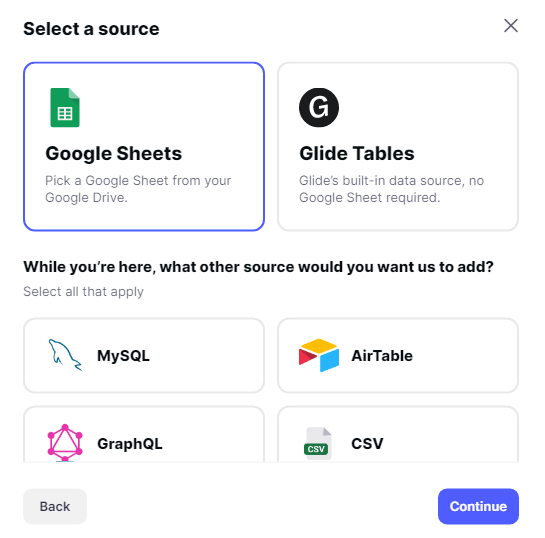 Select a source
G
Google Sheets
Pick a Google Sheet from your
Google Drive.
Glide Tables
Glide’s built-in data source, no
Google Sheet required.
While you’re here, what other source would you want us to add?
Select all that apply
MySQL
AirTable
GraphQL
CSV
CSV
Back
Continue